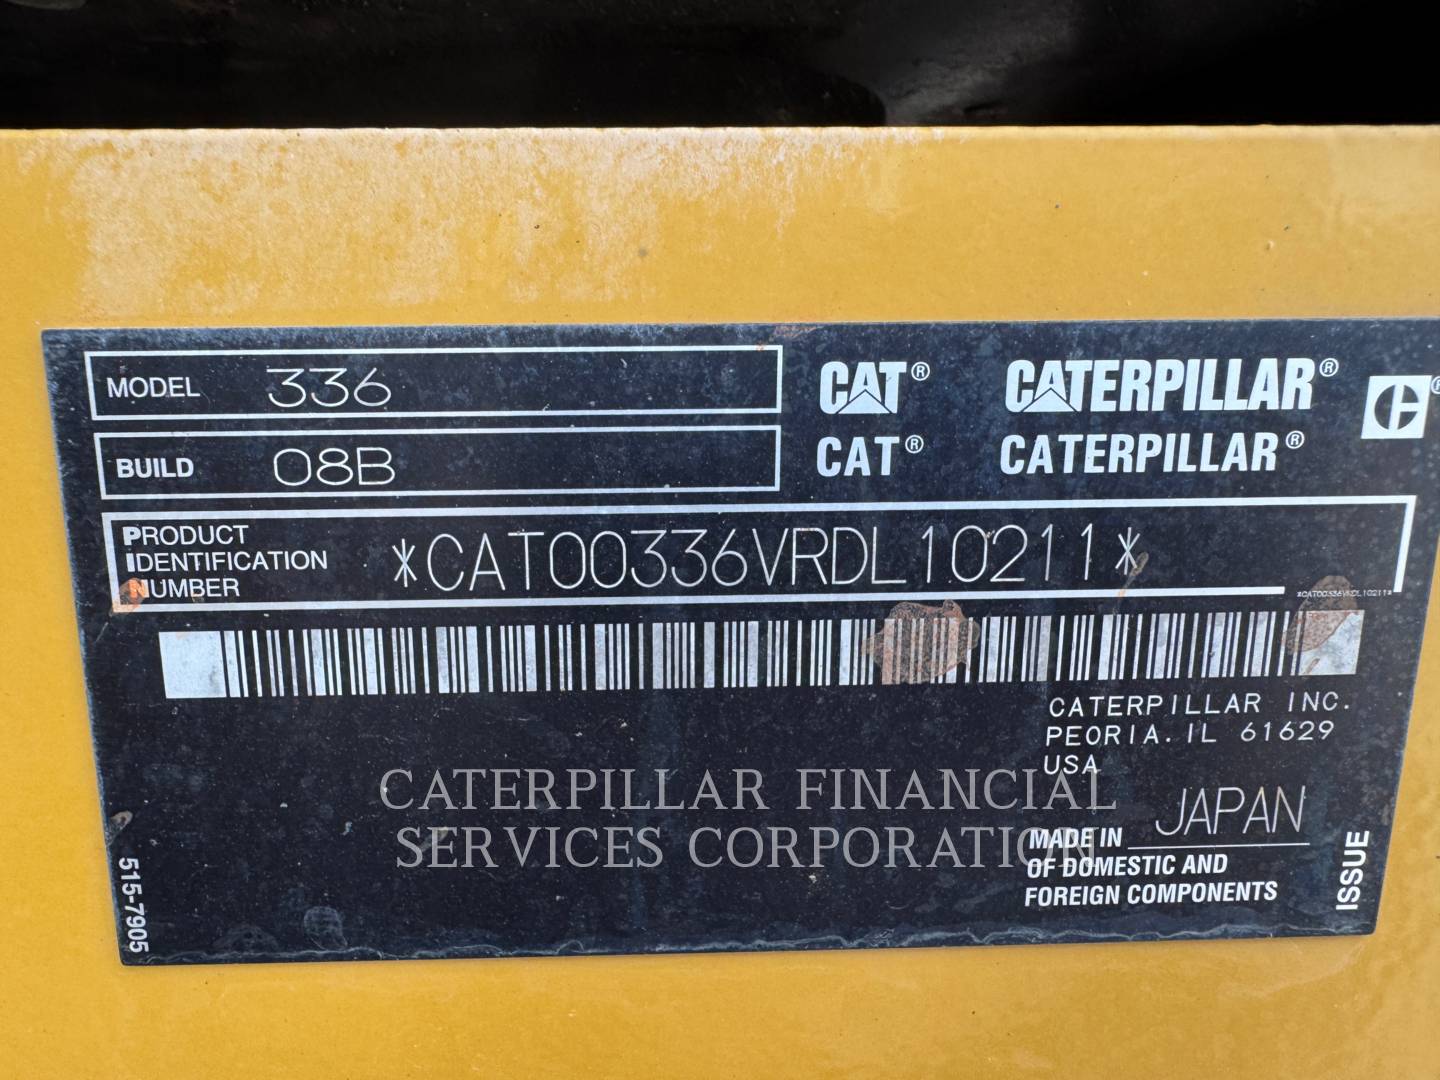 MODEL 336
CAT® CATERPILLAR®
BUILD 08B
CAT® CATERPILLAR®
PRODUCT
IDENTIFICATION
NUMBER
*CAT00336VRDL10211*
*CAT00336VRDL10211*
CATERPILLAR INC.
PEORIA. IL 61629
USA
CATERPILLAR FINANCIAL
SERVICES CORPORATION
MADE IN JAPAN
OF DOMESTIC AND
FOREIGN COMPONENTS
515-7905
ISSUE